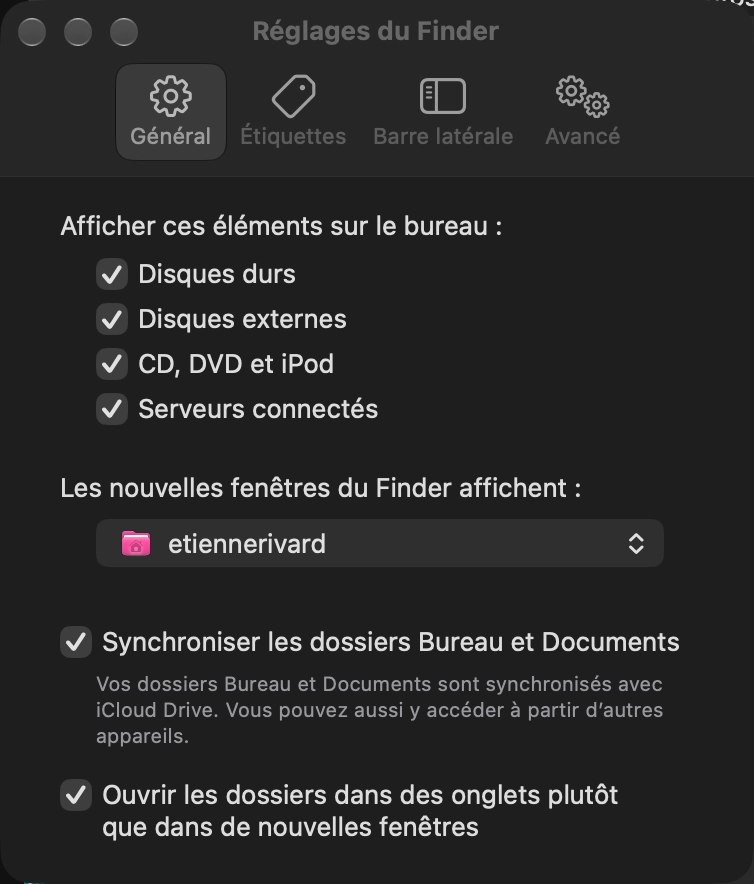 Réglages du Finder
Général
Étiquettes
Barre latérale
Avancé
Afficher ces éléments sur le bureau :
Disques durs
Disques externes
CD, DVD et iPod
Serveurs connectés
Les nouvelles fenêtres du Finder affichent :
etiennerivard
Synchroniser les dossiers Bureau et Documents
Vos dossiers Bureau et Documents sont synchronisés avec
iCloud Drive. Vous pouvez aussi y accéder à partir d’autres
appareils.
Ouvrir les dossiers dans des onglets plutôt
que dans de nouvelles fenêtres